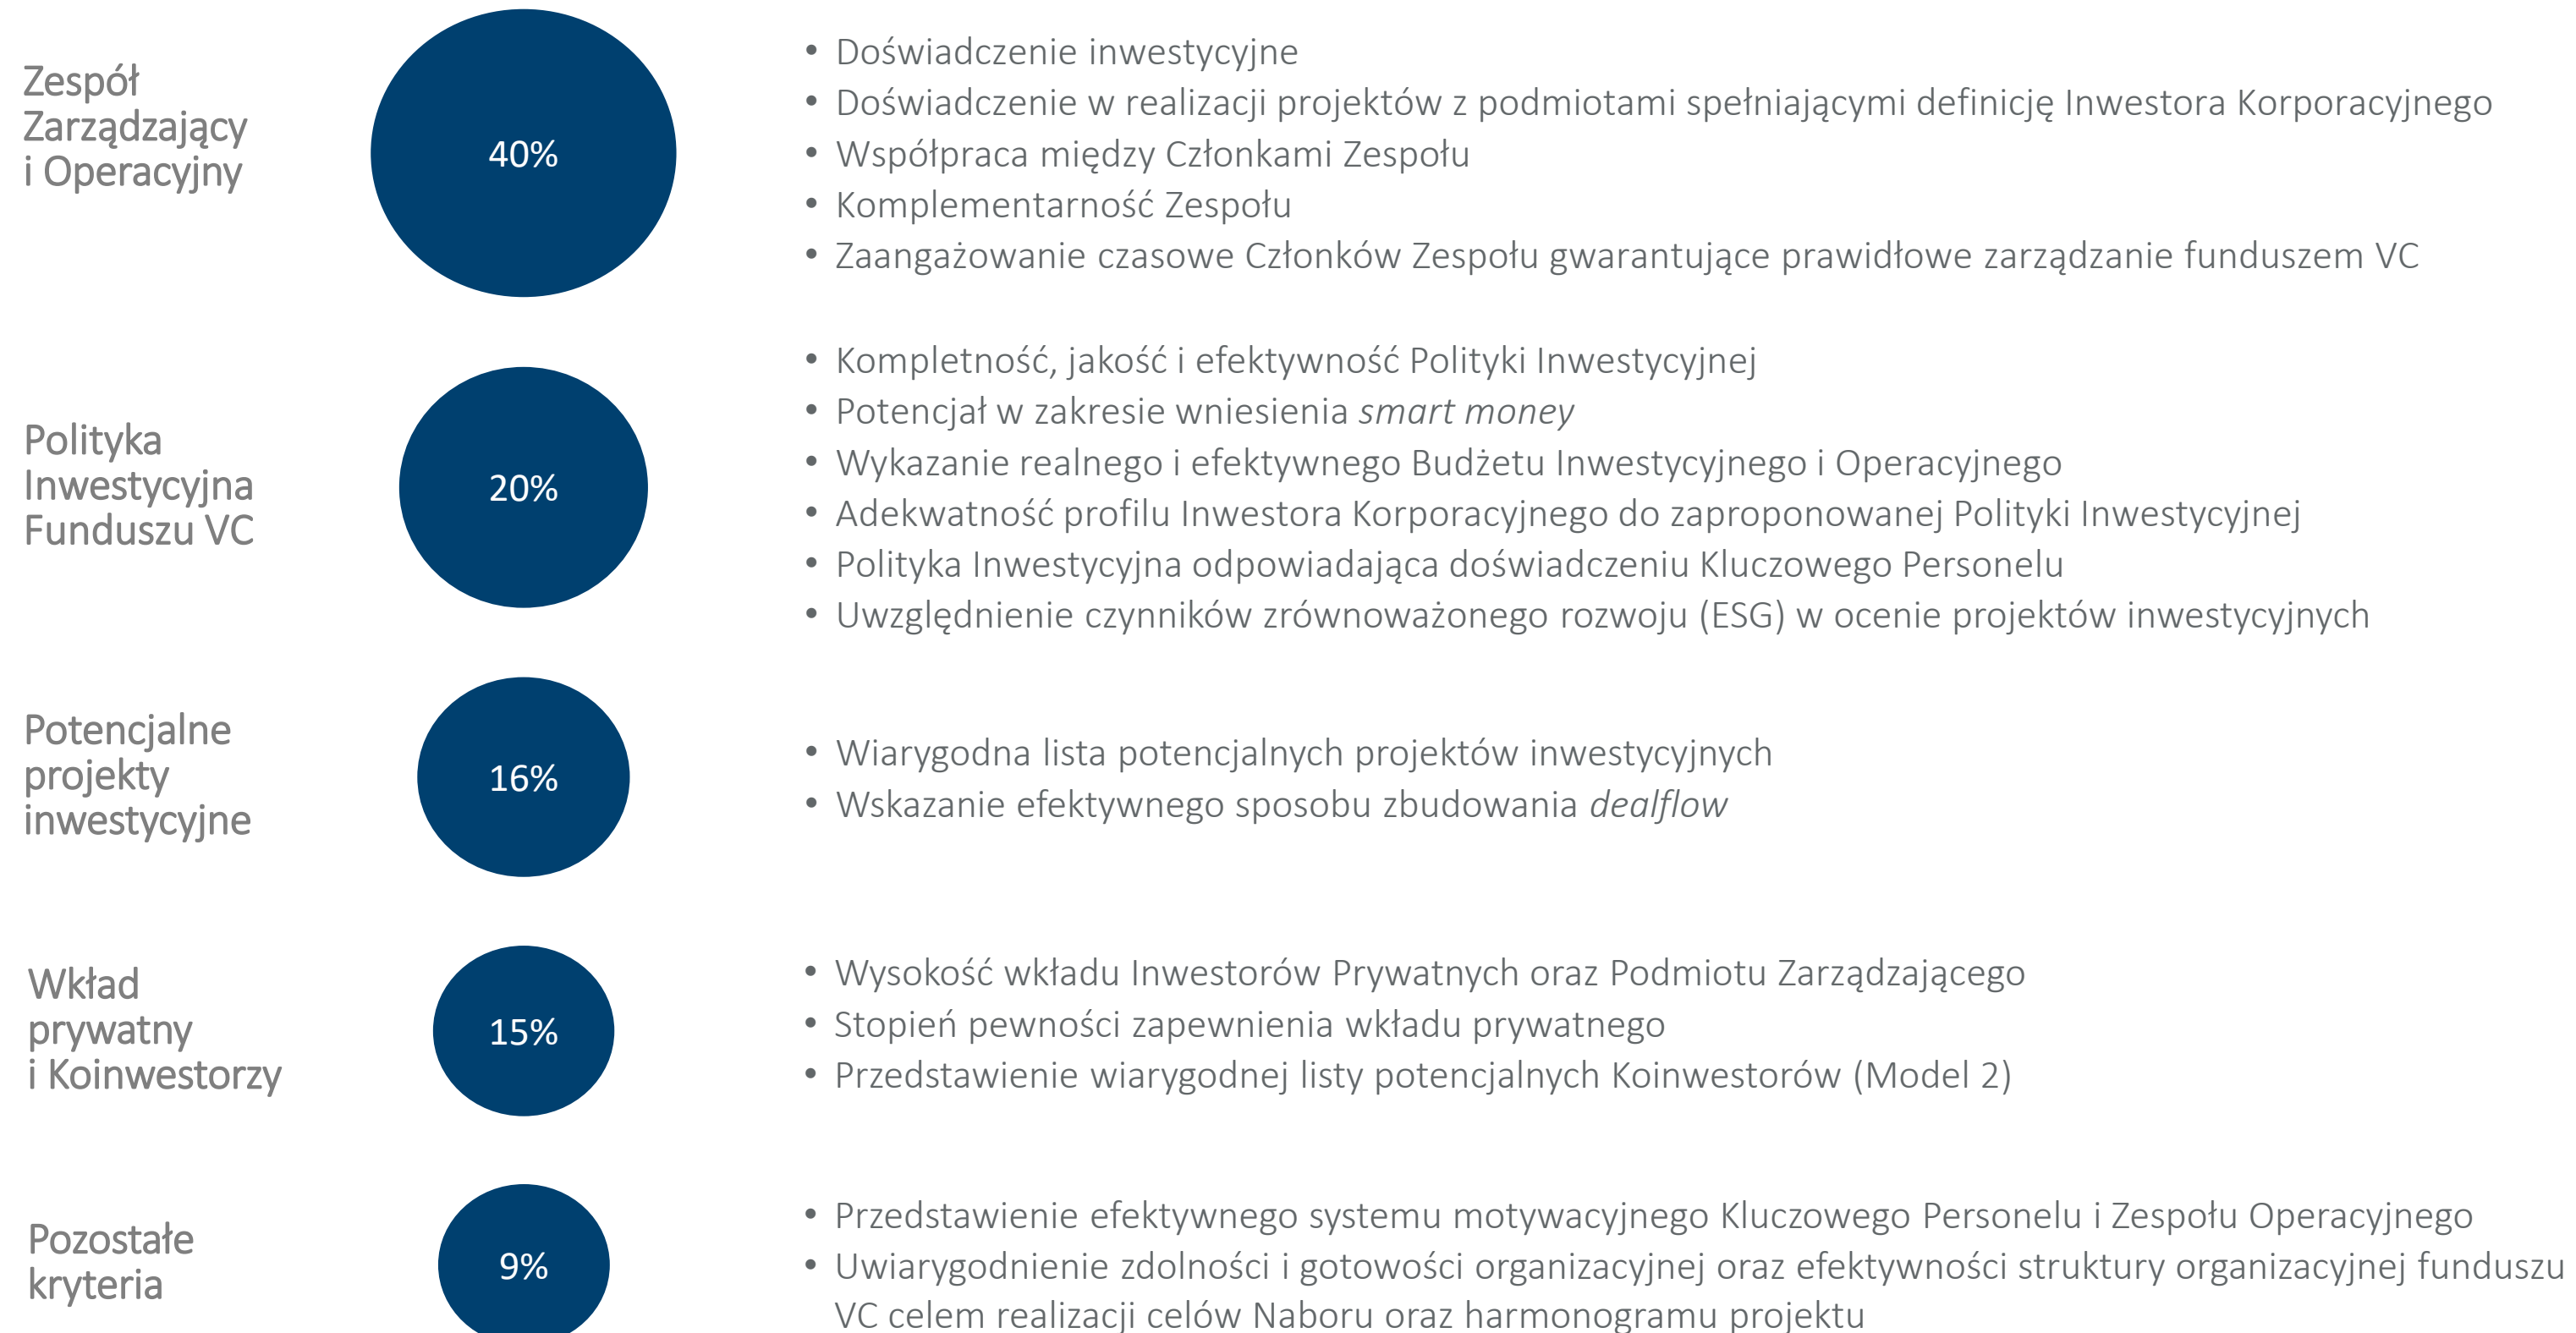 Zespół
Zarządzający
i Operacyjny
40%
• Doświadczenie inwestycyjne
• Doświadczenie w realizacji projektów z podmiotami spełniającymi definicję Inwestora Korporacyjnego
• Współpraca między Członkami Zespołu
• Komplementarność Zespołu
• Zaangażowanie czasowe Członków Zespołu gwarantujące prawidłowe zarządzanie funduszem VC
Polityka
Inwestycyjna
Funduszu VC
20%
• Kompletność, jakość i efektywność Polityki Inwestycyjnej
• Potencjał w zakresie wniesienia smart money
• Wykazanie realnego i efektywnego Budżetu Inwestycyjnego i Operacyjnego
• Adekwatność profilu Inwestora Korporacyjnego do zaproponowanej Polityki Inwestycyjnej
• Polityka Inwestycyjna odpowiadająca doświadczeniu Kluczowego Personelu
• Uwzględnienie czynników zrównoważonego rozwoju (ESG) w ocenie projektów inwestycyjnych
Potencjalne
projekty
inwestycyjne
16%
• Wiarygodna lista potencjalnych projektów inwestycyjnych
• Wskazanie efektywnego sposobu zbudowania dealflow
Wkład
prywatny
i Koinwestorzy
15%
• Wysokość wkładu Inwestorów Prywatnych oraz Podmiotu Zarządzającego
• Stopień pewności zapewnienia wkładu prywatnego
• Przedstawienie wiarygodnej listy potencjalnych Koinwestorów (Model 2)
Pozostałe
kryteria
9%
• Przedstawienie efektywnego systemu motywacyjnego Kluczowego Personelu i Zespołu Operacyjnego
• Uwiarygodnienie zdolności i gotowości organizacyjnej oraz efektywności struktury organizacyjnej funduszu
VC celem realizacji celów Naboru oraz harmonogramu projektu